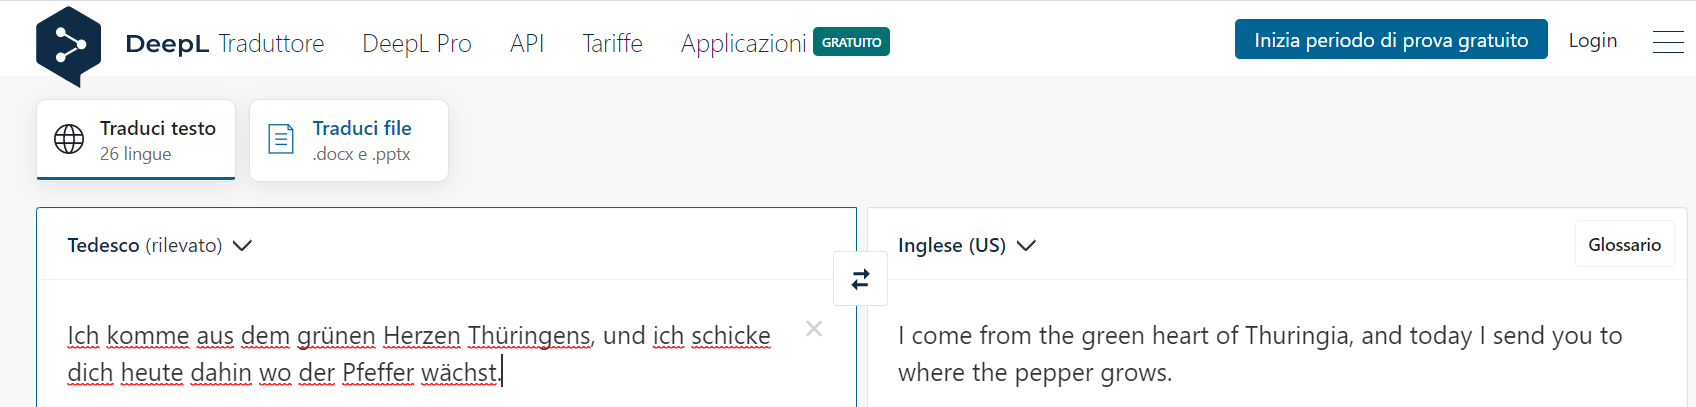 DeepL Traduttore DeepL Pro API Tariffe Applicazioni GRATUITO Inizia periodo di prova gratuito Login
Traduci testo
26 lingue
Traduci file
.docx e .pptx
Tedesco (rilevato)
Inglese (US)
Glossario
Ich komme aus dem grünen Herzen Thüringens, und ich schicke
dich heute dahin wo der Pfeffer wächst.
I come from the green heart of Thuringia, and today I send you to
where the pepper grows.